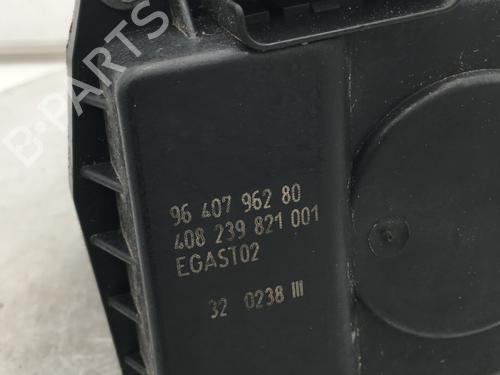 B-PARTS
96 407 962 80
408 239 821 001
EGAST02
32 0238 III